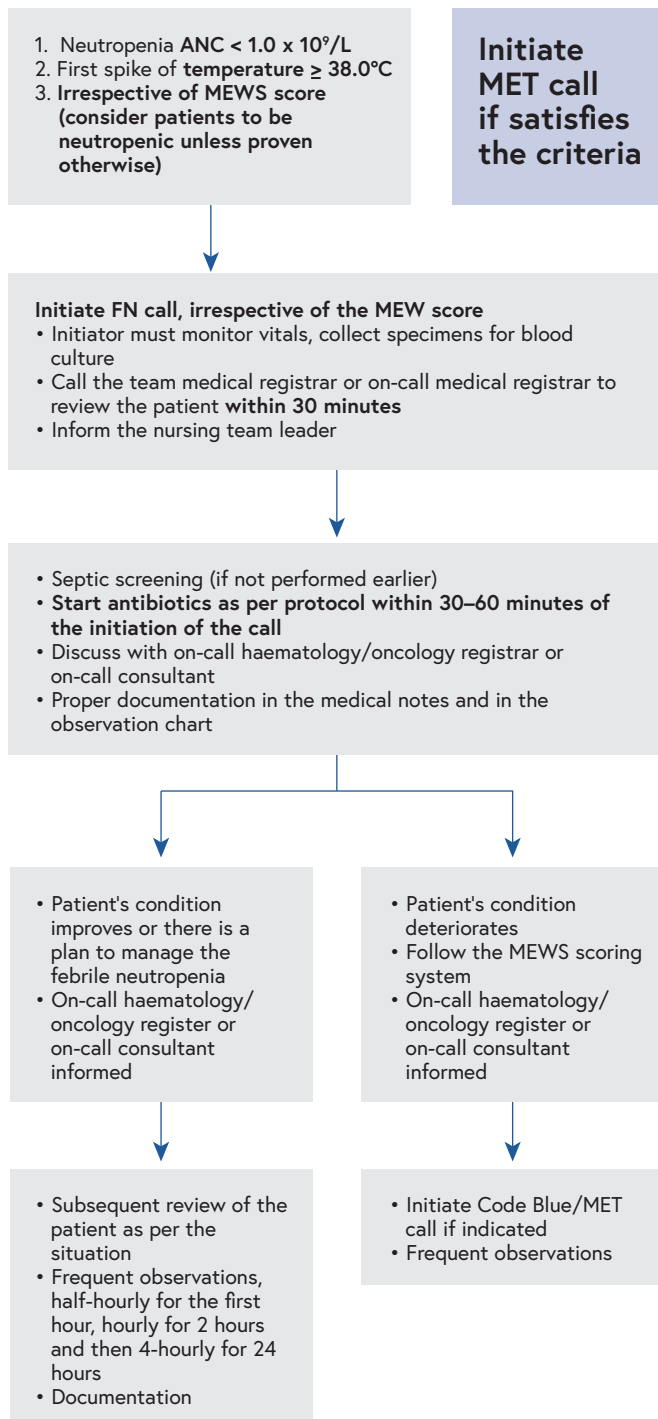 1. Neutropenia ANC < 1.0 x 10⁹/L
2. First spike of temperature ≥ 38.0°C
3. Irrespective of MEWS score
(consider patients to be
neutropenic unless proven
otherwise)
Initiate
MET call
if satisfies
the criteria
Initiate FN call, irrespective of the MEW score
• Initiator must monitor vitals, collect specimens for blood
culture
• Call the team medical registrar or on-call medical registrar to
review the patient within 30 minutes
• Inform the nursing team leader
• Septic screening (if not performed earlier)
• Start antibiotics as per protocol within 30–60 minutes of
the initiation of the call
• Discuss with on-call haematology/oncology registrar or
on-call consultant
• Proper documentation in the medical notes and in the
observation chart
• Patient's condition
improves or there is a
plan to manage the
febrile neutropenia
• On-call haematology/
oncology register or
on-call consultant
informed
• Patient's condition
deteriorates
• Follow the MEWS scoring
system
• On-call haematology/
oncology register or
on-call consultant
informed
• Subsequent review of the
patient as per the
situation
• Frequent observations,
half-hourly for the first
hour, hourly for 2 hours
and then 4-hourly for 24
hours
• Documentation
• Initiate Code Blue/MET
call if indicated
• Frequent observations